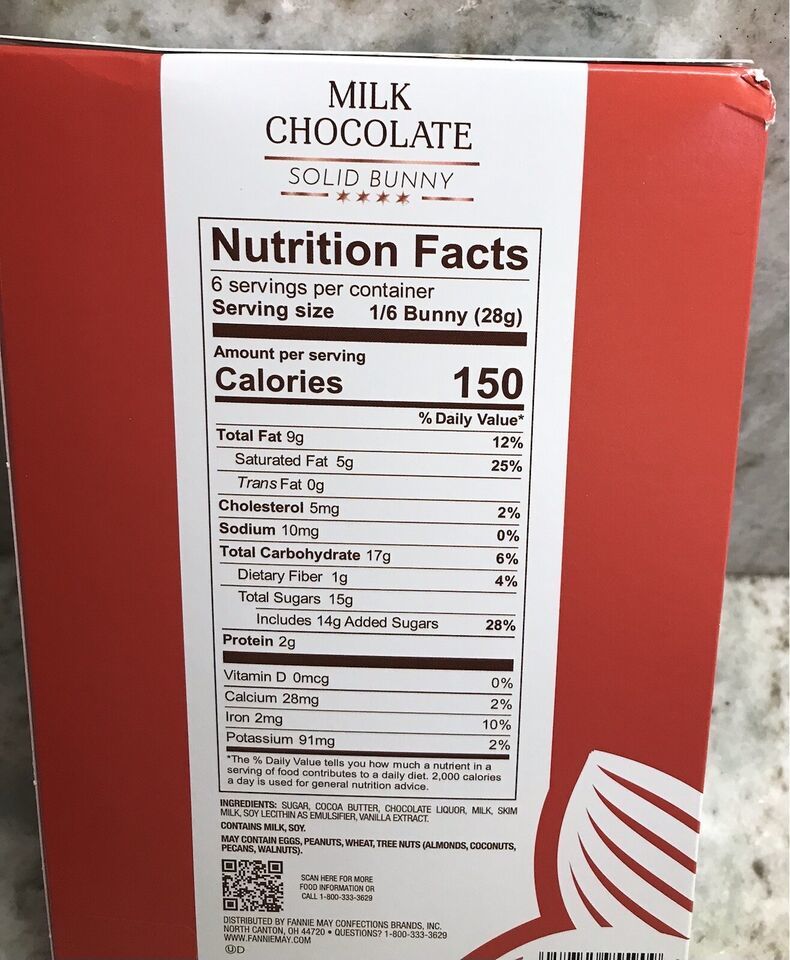 MILK
CHOCOLATE
SOLID BUNNY
Nutrition Facts
6 servings per container
Serving size 1/6 Bunny (28g)
Amount per serving
Calories 150
% Daily Value*
Total Fat 9g 12%
Saturated Fat 5g 25%
Trans Fat 0g
Cholesterol 5mg 2%
Sodium 10mg 0%
Total Carbohydrate 17g 6%
Dietary Fiber 1g 4%
Total Sugars 15g
Includes 14g Added Sugars 28%
Protein 2g
Vitamin D 0mcg 0%
Calcium 28mg 2%
Iron 2mg 10%
Potassium 91mg 2%
*The % Daily Value tells you how much a nutrient in a
serving of food contributes to a daily diet. 2,000 calories
a day is used for general nutrition advice.
INGREDIENTS: SUGAR, COCOA BUTTER, CHOCOLATE LIQUOR, MILK, SKIM
MILK, SOY LECITHIN AS EMULSIFIER, VANILLA EXTRACT.
CONTAINS MILK, SOY.
MAY CONTAIN EGGS, PEANUTS, WHEAT, TREE NUTS (ALMONDS, COCONUTS,
PECANS, WALNUTS).
SCAN HERE FOR MORE
FOOD INFORMATION OR
CALL 1-800-333-3629
DISTRIBUTED BY FANNIE MAY CONFECTIONS BRANDS, INC.
NORTH CANTON, OH 44720 • QUESTIONS? 1-800-333-3629
WWW.FANNIEMAY.COM
ⓊD